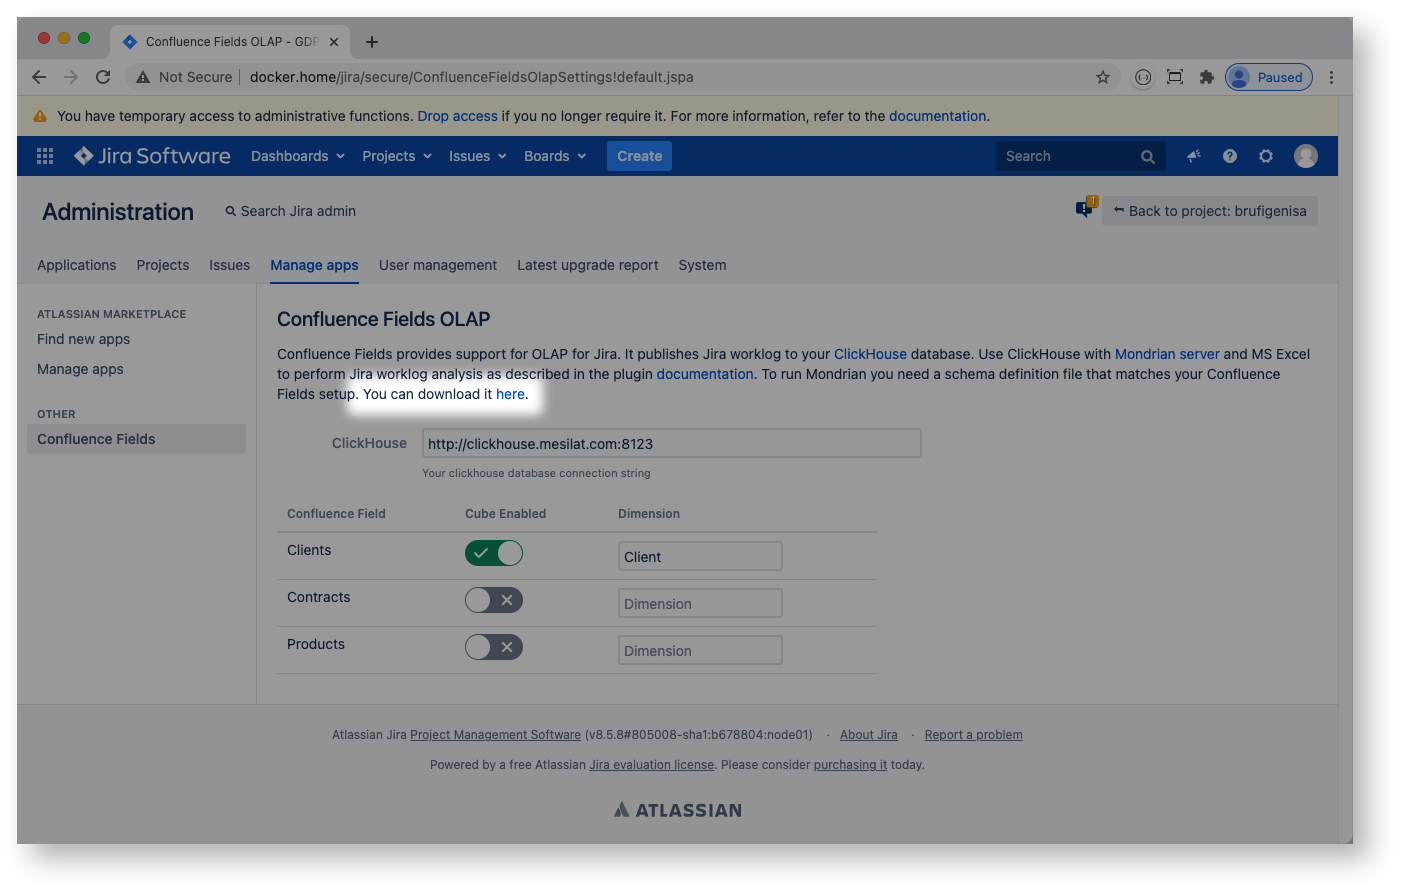 Confluence Fields OLAP - GDP
Not Secure | docker.home/jira/secure/ConfluenceFieldsOlapSettings!default.jspa
Paused
You have temporary access to administrative functions. Drop access if you no longer require it. For more information, refer to the documentation.
Jira Software Dashboards Projects Issues Boards Create Search
Administration Search Jira admin
1
Back to project: brufigenisa
Applications Projects Issues Manage apps User management Latest upgrade report System
ATLASSIAN MARKETPLACE
Find new apps
Manage apps
OTHER
Confluence Fields
Confluence Fields OLAP
Confluence Fields provides support for OLAP for Jira. It publishes Jira worklog to your ClickHouse database. Use ClickHouse with Mondrian server and MS Excel
to perform Jira worklog analysis as described in the plugin documentation. To run Mondrian you need a schema definition file that matches your Confluence
Fields setup. You can download it here.
ClickHouse http://clickhouse.mesilat.com:8123
Your clickhouse database connection string
Confluence Field Cube Enabled Dimension
Clients Client
Contracts Dimension
Products Dimension
Atlassian Jira Project Management Software (v8.5.8#805008-sha1:b678804:node01) · About Jira · Report a problem
Powered by a free Atlassian Jira evaluation license. Please consider purchasing it today.
ATLASSIAN